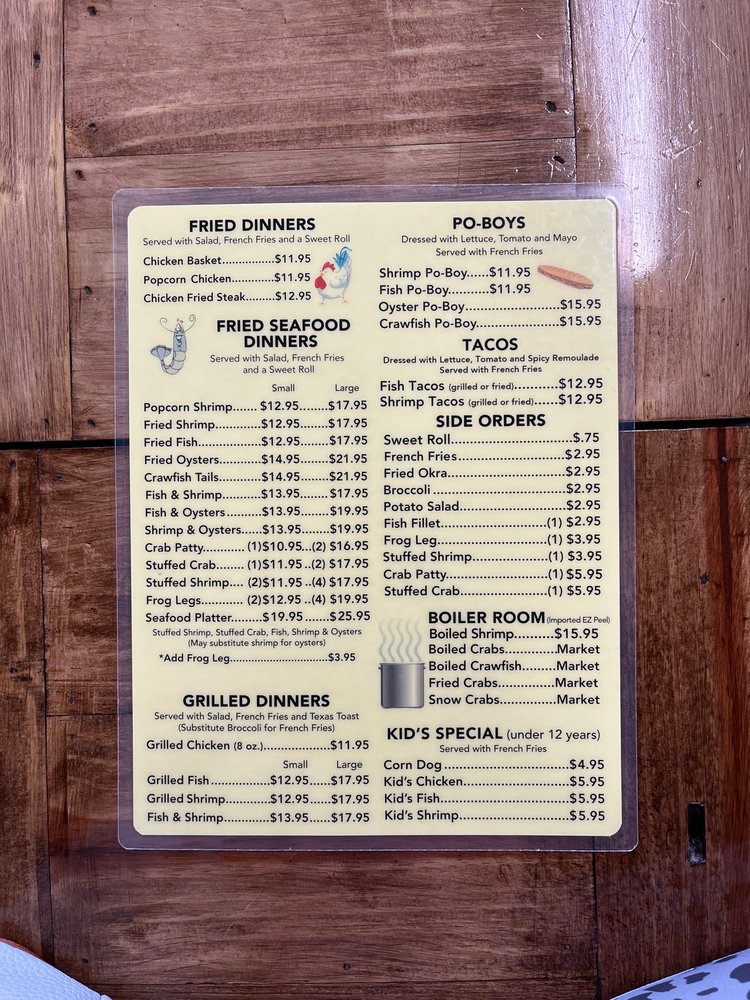 FRIED DINNERS
Served with Salad, French Fries and a Sweet Roll
Chicken Basket...............$11.95
Popcorn Chicken............$11.95
Chicken Fried Steak........$12.95
FRIED SEAFOOD
DINNERS
Served with Salad, French Fries
and a Sweet Roll
Small Large
Popcorn Shrimp....... $12.95........$17.95
Fried Shrimp..............$12.95........$17.95
Fried Fish...................$12.95........$17.95
Fried Oysters.............$14.95........$21.95
Crawfish Tails.............$14.95........$21.95
Fish & Shrimp............$13.95........$17.95
Fish & Oysters...........$13.95........$19.95
Shrimp & Oysters......$13.95........$19.95
Crab Patty........... (1)$10.95...(2) $16.95
Stuffed Crab........ (1)$11.95 ..(2) $17.95
Stuffed Shrimp.... (2)$11.95 ..(4) $17.95
Frog Legs............ (2)$12.95 ..(4) $19.95
Seafood Platter.........$19.95 .......$25.95
Stuffed Shrimp, Stuffed Crab, Fish, Shrimp & Oysters
(May substitute shrimp for oysters)
*Add Frog Leg..............................$3.95
GRILLED DINNERS
Served with Salad, French Fries and Texas Toast
(Substitute Broccoli for French Fries)
Grilled Chicken (8 oz.)......................$11.95
Small Large
Grilled Fish................$12.95......$17.95
Grilled Shrimp............$12.95......$17.95
Fish & Shrimp............$13.95......$17.95
PO-BOYS
Dressed with Lettuce, Tomato and Mayo
Served with French Fries
Shrimp Po-Boy......$11.95
Fish Po-Boy...........$11.95
Oyster Po-Boy.........................$15.95
Crawfish Po-Boy......................$15.95
TACOS
Dressed with Lettuce, Tomato and Spicy Remoulade
Served with French Fries
Fish Tacos (grilled or fried)...........$12.95
Shrimp Tacos (grilled or fried)......$12.95
SIDE ORDERS
Sweet Roll.................................$.75
French Fries..............................$2.95
Fried Okra................................$2.95
Broccoli ...................................$2.95
Potato Salad.............................$2.95
Fish Fillet.............................(1) $2.95
Frog Leg..............................(1) $3.95
Stuffed Shrimp.....................(1) $3.95
Crab Patty............................(1) $5.95
Stuffed Crab.........................(1) $5.95
BOILER ROOM (Imported EZ Peel)
Boiled Shrimp..........$15.95
Boiled Crabs.............Market
Boiled Crawfish.........Market
Fried Crabs...............Market
Snow Crabs...............Market
KID'S SPECIAL (under 12 years)
Served with French Fries
Corn Dog ................................$4.95
Kid's Chicken...........................$5.95
Kid's Fish.................................$5.95
Kid's Shrimp............................$5.95